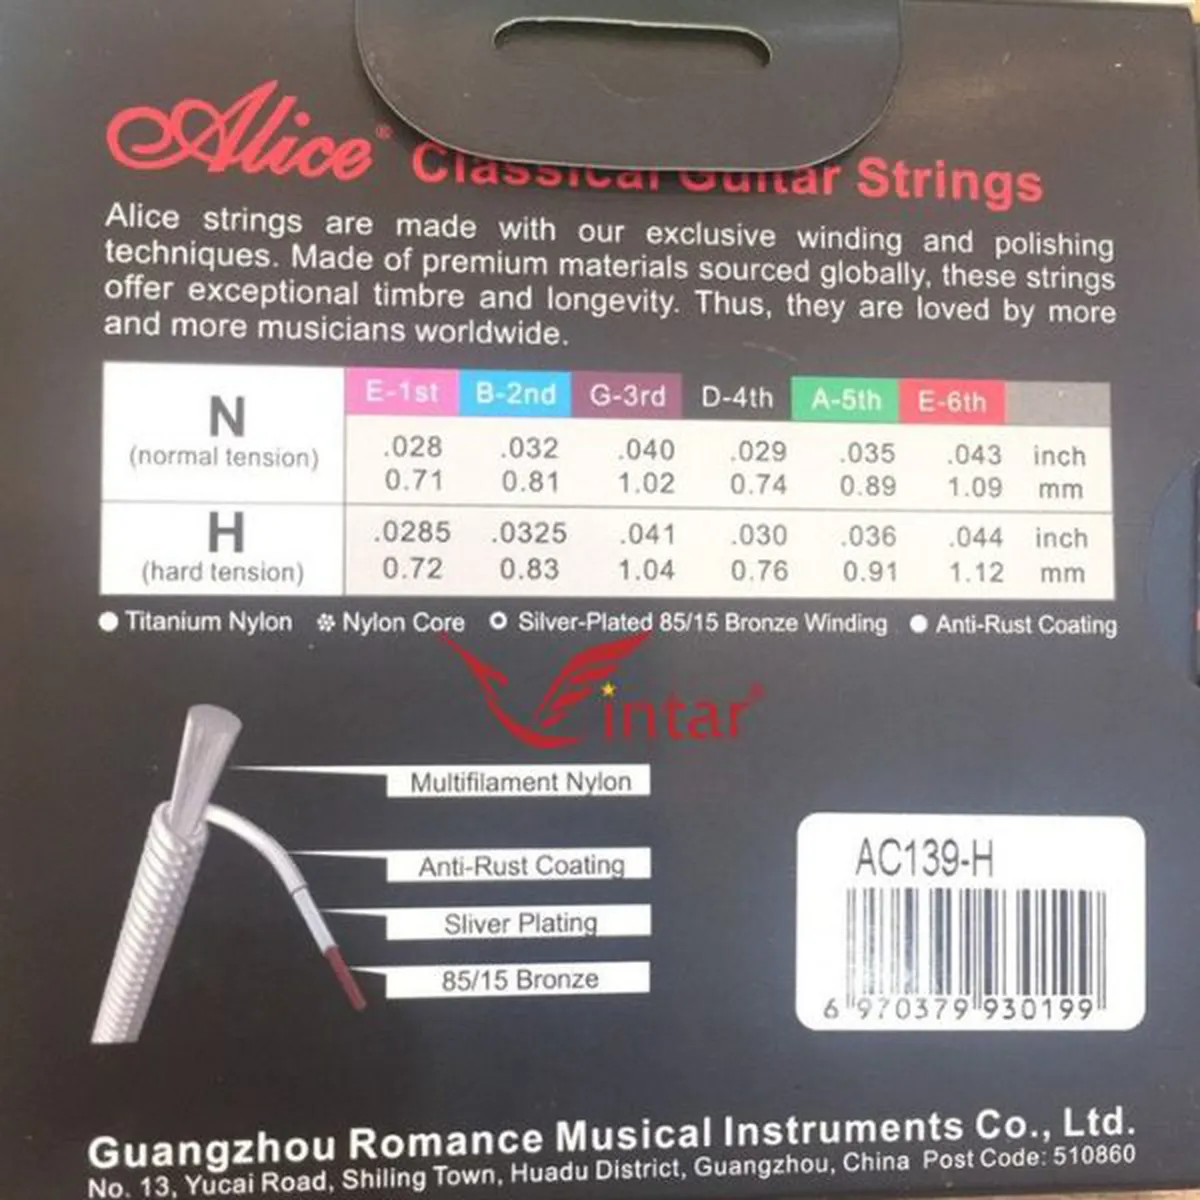 Alice® Classical Guitar Strings
Alice strings are made with our exclusive winding and polishing
techniques. Made of premium materials sourced globally, these strings
offer exceptional timbre and longevity. Thus, they are loved by more
and more musicians worldwide.
E-1st B-2nd G-3rd D-4th A-5th E-6th
N
(normal tension)
.028 .032 .040 .029 .035 .043 inch
0.71 0.81 1.02 0.74 0.89 1.09 mm
H
(hard tension)
.0285 .0325 .041 .030 .036 .044 inch
0.72 0.83 1.04 0.76 0.91 1.12 mm
Titanium Nylon Nylon Core Silver-Plated 85/15 Bronze Winding Anti-Rust Coating
Vintar®
Multifilament Nylon
Anti-Rust Coating
Sliver Plating
85/15 Bronze
AC139-H
6 970379 930199
Guangzhou Romance Musical Instruments Co., Ltd.
No. 13, Yucai Road, Shiling Town, Huadu District, Guangzhou, China Post Code: 510860